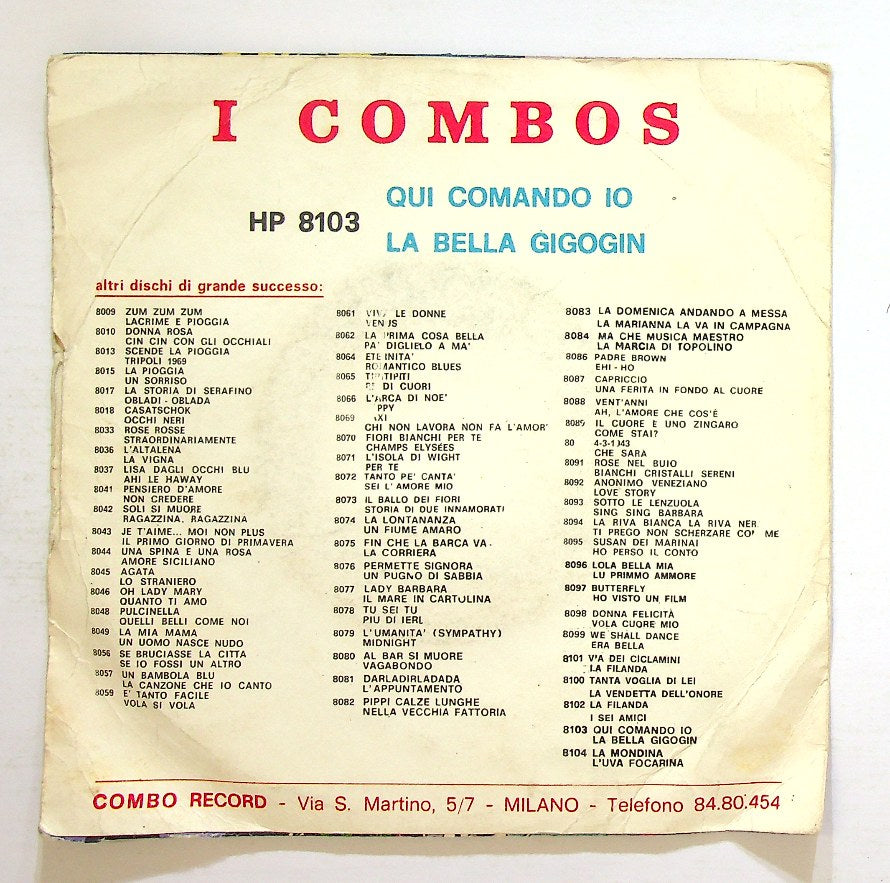 I COMBOS
HP 8103
QUI COMANDO IO
LA BELLA GIGOGIN
altri dischi di grande successo:
8009 ZUM ZUM ZUM
LACRIME E PIOGGIA
8010 DONNA ROSA
CIN CIN CON GLI OCCHIALI
8013 SCENDE LA PIOGGIA
TRIPOLI 1969
8015 LA PIOGGIA
UN SORRISO
8017 LA STORIA DI SERAFINO
OBLADI - OBLADA
8018 CASATSCHOK
OCCHI NERI
8033 ROSE ROSSE
STRAORDINARIAMENTE
8036 L'ALTALENA
LA VIGNA
8037 LISA DAGLI OCCHI BLU
AHI LE HAWAY
8041 PENSIERO D'AMORE
NON CREDERE
8042 SOLI SI MUORE
RAGAZZINA, RAGAZZINA
8043 JE T'AIME... MOI NON PLUS
IL PRIMO GIORNO DI PRIMAVERA
8044 UNA SPINA E UNA ROSA
AMORE SICILIANO
8045 AGATA
LO STRANIERO
8046 OH LADY MARY
QUANTO TI AMO
8048 PULCINELLA
QUELLI BELLI COME NOI
8049 LA MIA MAMA
UN UOMO NASCE NUDO
8056 SE BRUCIASSE LA CITTA
SE IO FOSSI UN ALTRO
8057 UN BAMBOLA BLU
LA CANZONE CHE IO CANTO
8059 E' TANTO FACILE
VOLA SI VOLA
8061 LE DONNE
8062 LA PRIMA COSA BELLA
PA' DIGLIELO A MA'
8064
ROMANTICO BLUES
8065
DI CUORI
8066 L'ARCA DI NOE'
8069
CHI NON LAVORA NON FA L'AMOR'
8070 FIORI BIANCHI PER TE
CHAMPS ELYSÉES
8071 L'ISOLA DI WIGHT
PER TE
8072 TANTO PE' CANTA'
SEI L'AMORE MIO
8073 IL BALLO DEI FIORI
STORIA DI DUE INNAMORATI
8074 LA LONTANANZA
UN FIUME AMARO
8075 FIN CHE LA BARCA VA
LA CORRIERA
8076 PERMETTE SIGNORA
UN PUGNO DI SABBIA
8077 LADY BARBARA
IL MARE IN CARTOLINA
8078 TU SEI TU
PIU DI IERI
8079 L'UMANITA' (SYMPATHY)
MIDNIGHT
8080 AL BAR SI MUORE
VAGABONDO
8081 DARLADIRLADADA
L'APPUNTAMENTO
8082 PIPPI CALZE LUNGHE
NELLA VECCHIA FATTORIA
8083 LA DOMENICA ANDANDO A MESSA
LA MARIANNA LA VA IN CAMPAGNA
8084 MA CHE MUSICA MAESTRO
LA MARCIA DI TOPOLINO
8086 PADRE BROWN
EHI - HO
8087 CAPRICCIO
UNA FERITA IN FONDO AL CUORE
8088 VENT'ANNI
AH, L'AMORE CHE COS'È
8089 IL CUORE È UNO ZINGARO
COME STAI?
80 4-3-1943
CHE SARA
8091 ROSE NEL BUIO
BIANCHI CRISTALLI SERENI
8092 ANONIMO VENEZIANO
LOVE STORY
8093 SOTTO LE LENZUOLA
SING SING BARBARA
8094 LA RIVA BIANCA LA RIVA NER
TI PREGO NON SCHERZARE CO' ME
8095 SUSAN DEI MARINAI
HO PERSO IL CONTO
8096 LOLA BELLA MIA
LU PRIMMO AMMORE
8097 BUTTERFLY
HO VISTO UN FILM
8098 DONNA FELICITÀ
VOLA CUORE MIO
8099 WE SHALL DANCE
ERA BELLA
8101 V'A DEI CICLAMINI
LA FILANDA
8100 TANTA VOGLIA DI LEI
LA VENDETTA DELL'ONORE
8102 LA FILANDA
I SEI AMICI
8103 QUI COMANDO IO
LA BELLA GIGOGIN
8104 LA MONDINA
L'UVA FOCARINA
COMBO RECORD - Via S. Martino, 5/7 - MILANO - Telefono 84.80.454